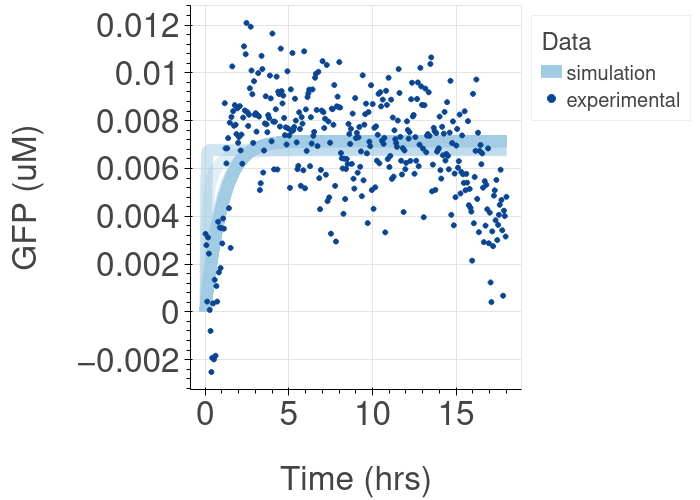 0.012
0.01
0.008
0.006
0.004
0.002
0
−0.002
GFP (uM)
0 5 10 15
Time (hrs)
Data
simulation
experimental